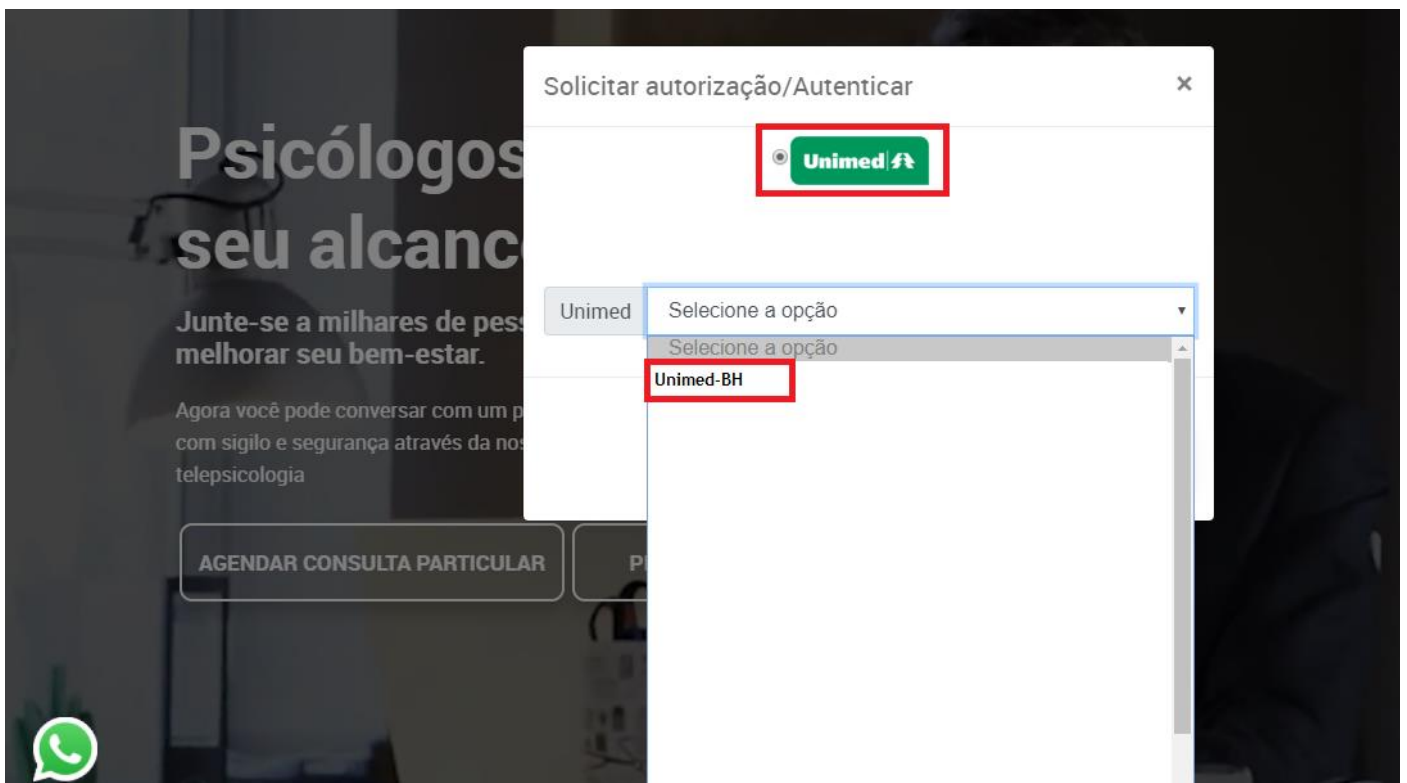 Solicitar autorização/Autenticar
×
Unimed
Psicólogos
seu alcanc
Junte-se a milhares de pess
melhorar seu bem-estar.
Agora você pode conversar com um p
com sigilo e segurança através da nos
telepsicologia
AGENDAR CONSULTA PARTICULAR
P
Unimed
Selecione a opção
Selecione a opção
Unimed-BH